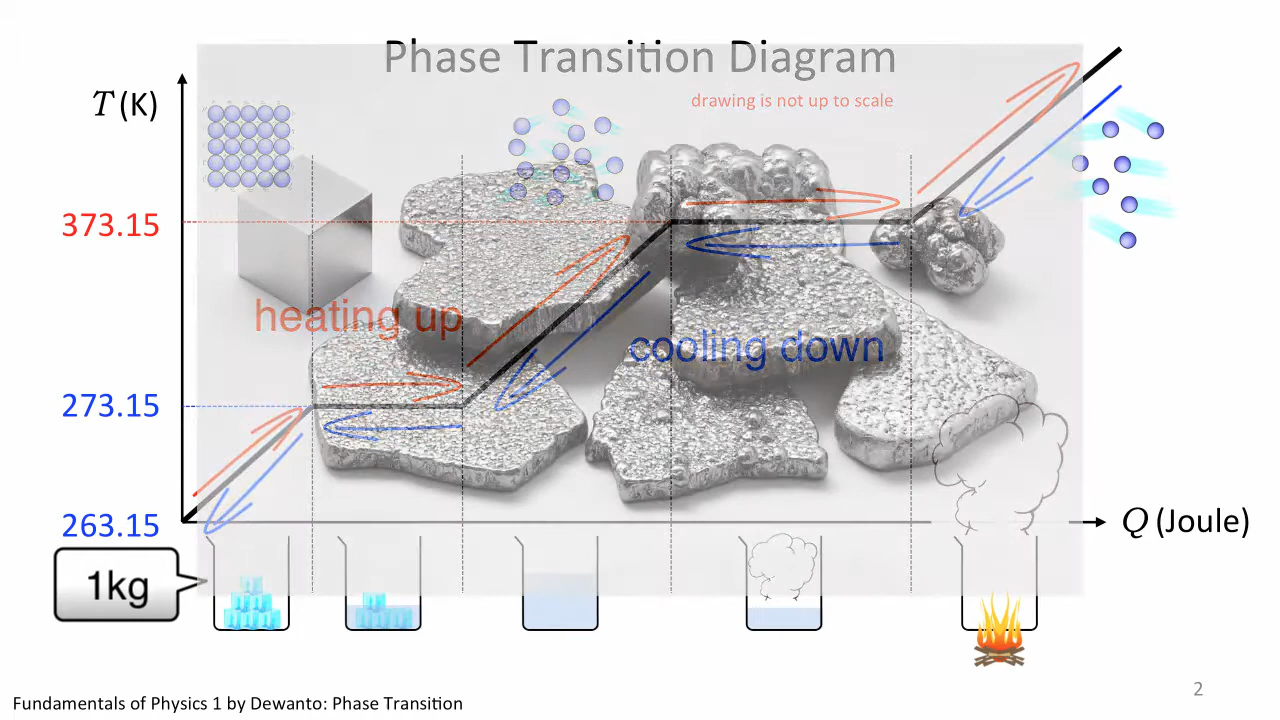 Phase Transition Diagram
drawing is not up to scale
T (K)
373.15
heating up
cooling down
273.15
263.15
Q (Joule)
1kg
2
Fundamentals of Physics 1 by Dewanto: Phase Transition